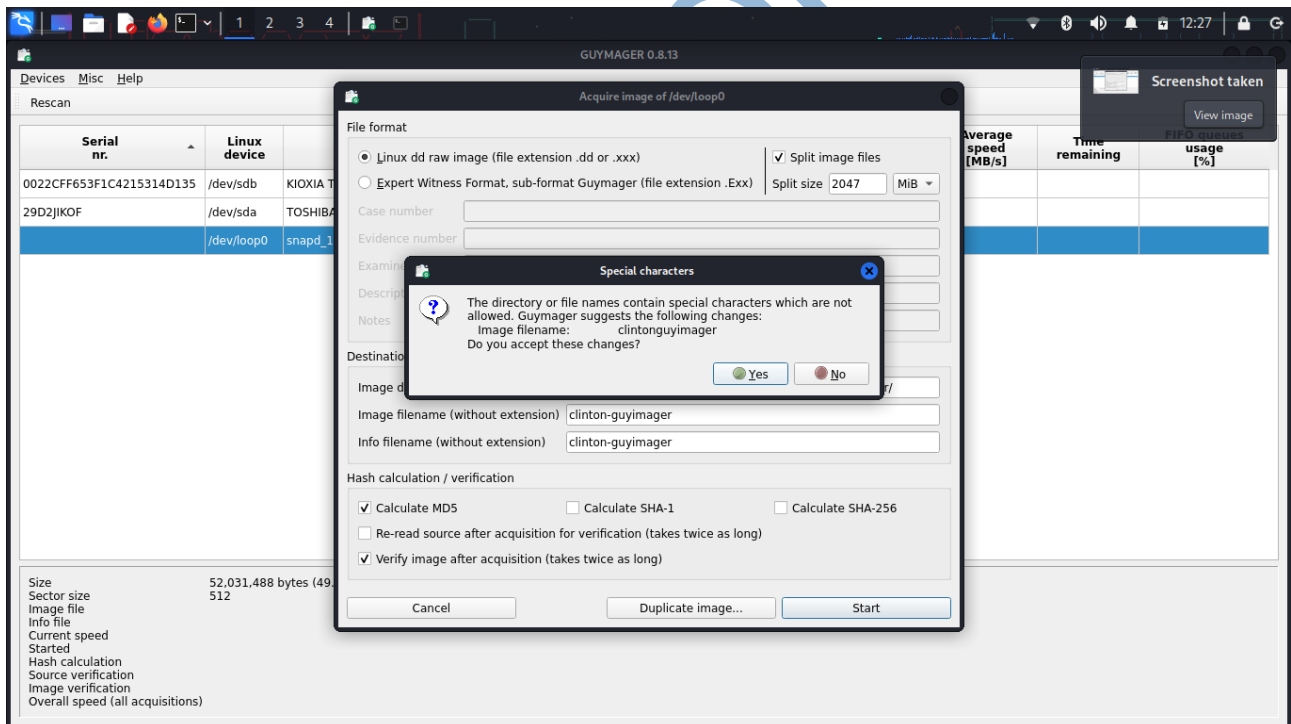 1 2 3 4
12:27
GUYMAGER 0.8.13
Devices Misc Help
Rescan
Screenshot taken
View image
Acquire image of /dev/loop0
Serial nr.
Linux device
Average speed [MB/s]
Time remaining
FIFO queues usage [%]
0022CFF653F1C4215314D135 /dev/sdb KIOXIA T
29D2JIKOF /dev/sda TOSHIBA
/dev/loop0 snapd_1
File format
Linux dd raw image (file extension .dd or .xxx)
Split image files
Expert Witness Format, sub-format Guymager (file extension .Exx)
Split size 2047 MiB
Case number
Evidence number
Examine
Descript
Notes
Special characters
The directory or file names contain special characters which are not
allowed. Guymager suggests the following changes:
Image filename: clintonguyimager
Do you accept these changes?
Yes No
Destinatio
Image d r/
Image filename (without extension) clinton-guyimager
Info filename (without extension) clinton-guyimager
Hash calculation / verification
Calculate MD5 Calculate SHA-1 Calculate SHA-256
Re-read source after acquisition for verification (takes twice as long)
Verify image after acquisition (takes twice as long)
Cancel Duplicate image... Start
Size 52,031,488 bytes (49.
Sector size 512
Image file
Info file
Current speed
Started
Hash calculation
Source verification
Image verification
Overall speed (all acquisitions)